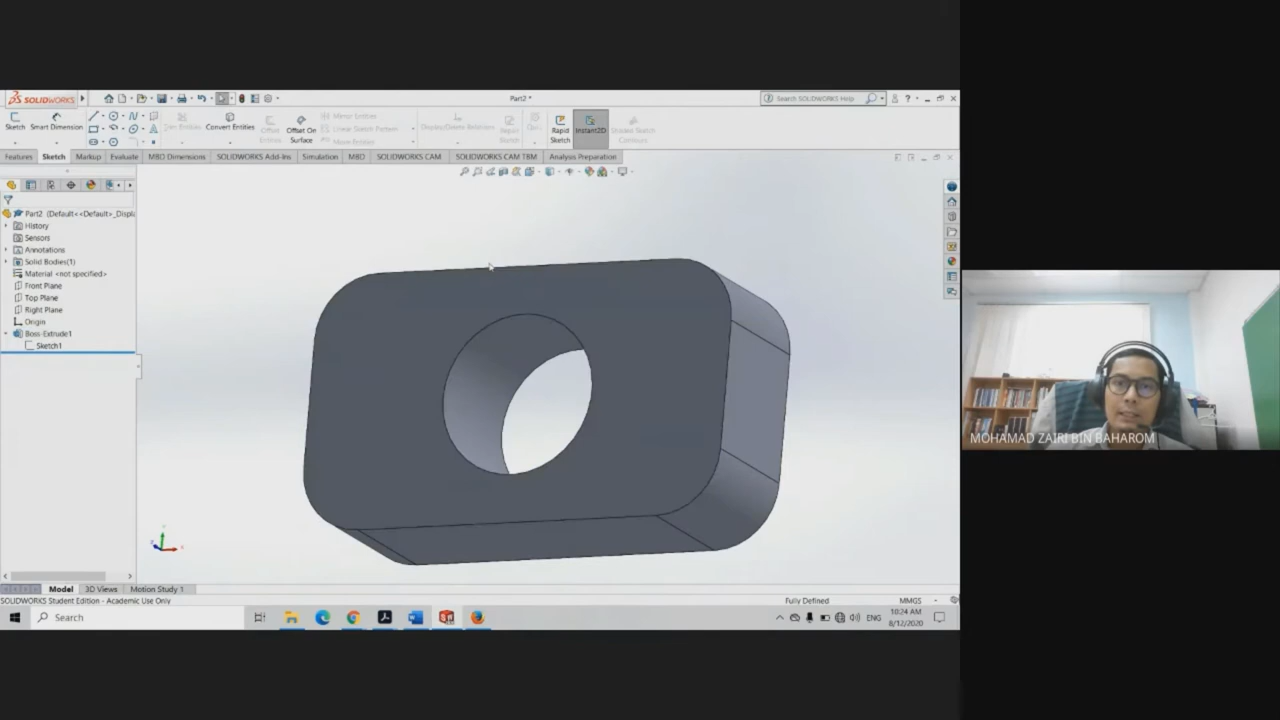 SOLIDWORKS
Part2 *
Search SOLIDWORKS Help
Sketch Smart Dimension Trim Entities Convert Entities Offset Entities Offset On Surface
Mirror Entities
Linear Sketch Pattern
Move Entities
Display/Delete Relations Repair Sketch Rapid Sketch Instant2D Shaded Sketch Contours
Features Sketch Markup Evaluate MBD Dimensions SOLIDWORKS Add-Ins Simulation MBD SOLIDWORKS CAM SOLIDWORKS CAM TBM Analysis Preparation
Part2 (Default<<Default>_Displa
History
Sensors
Annotations
Solid Bodies(1)
Material <not specified>
Front Plane
Top Plane
Right Plane
Origin
Boss-Extrude1
Sketch1
MOHAMAD ZAIRI BIN BAHAROM
Model 3D Views Motion Study 1
SOLIDWORKS Student Edition - Academic Use Only
Fully Defined
MMGS
Search
ENG
10:24 AM
8/12/2020